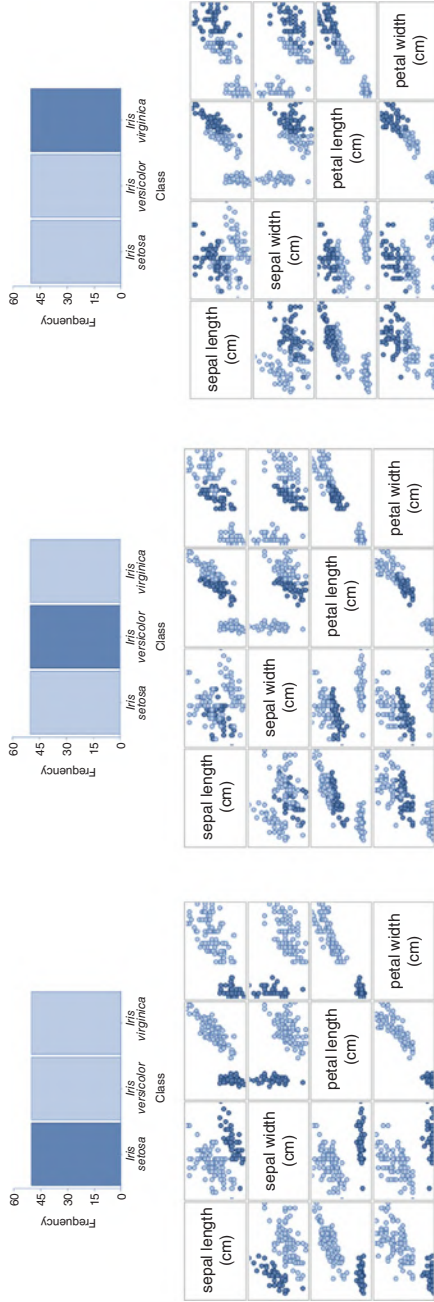 60
45
30
15
0
Frequency
Iris
setosa
Iris
versicolor
Iris
virginica
Class
sepal length
(cm)
sepal width
(cm)
petal length
(cm)
petal width
(cm)
60
45
30
15
0
Frequency
Iris
setosa
Iris
versicolor
Iris
virginica
Class
sepal length
(cm)
sepal width
(cm)
petal length
(cm)
petal width
(cm)
60
45
30
15
0
Frequency
Iris
setosa
Iris
versicolor
Iris
virginica
Class
sepal length
(cm)
sepal width
(cm)
petal length
(cm)
petal width
(cm)